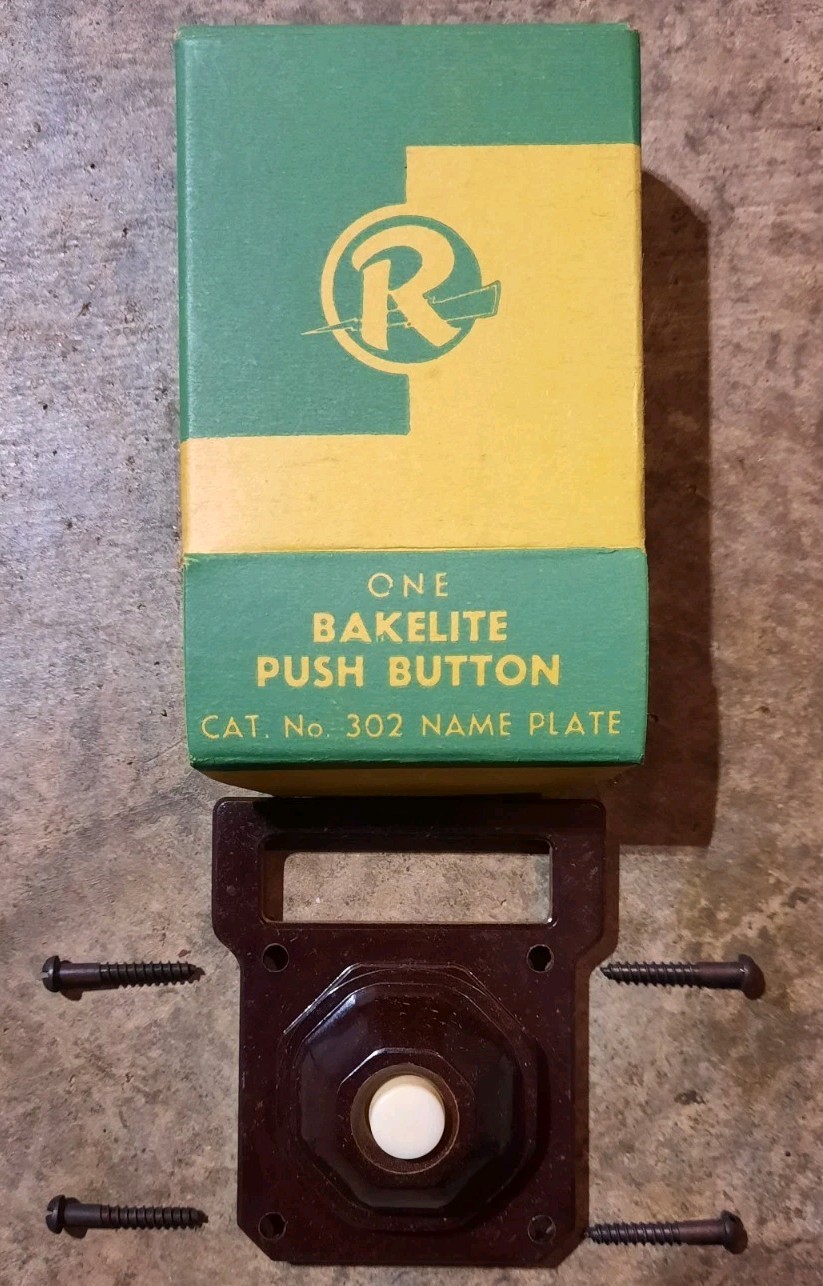 R
ONE
BAKELITE
PUSH BUTTON
CAT. No. 302 NAME PLATE